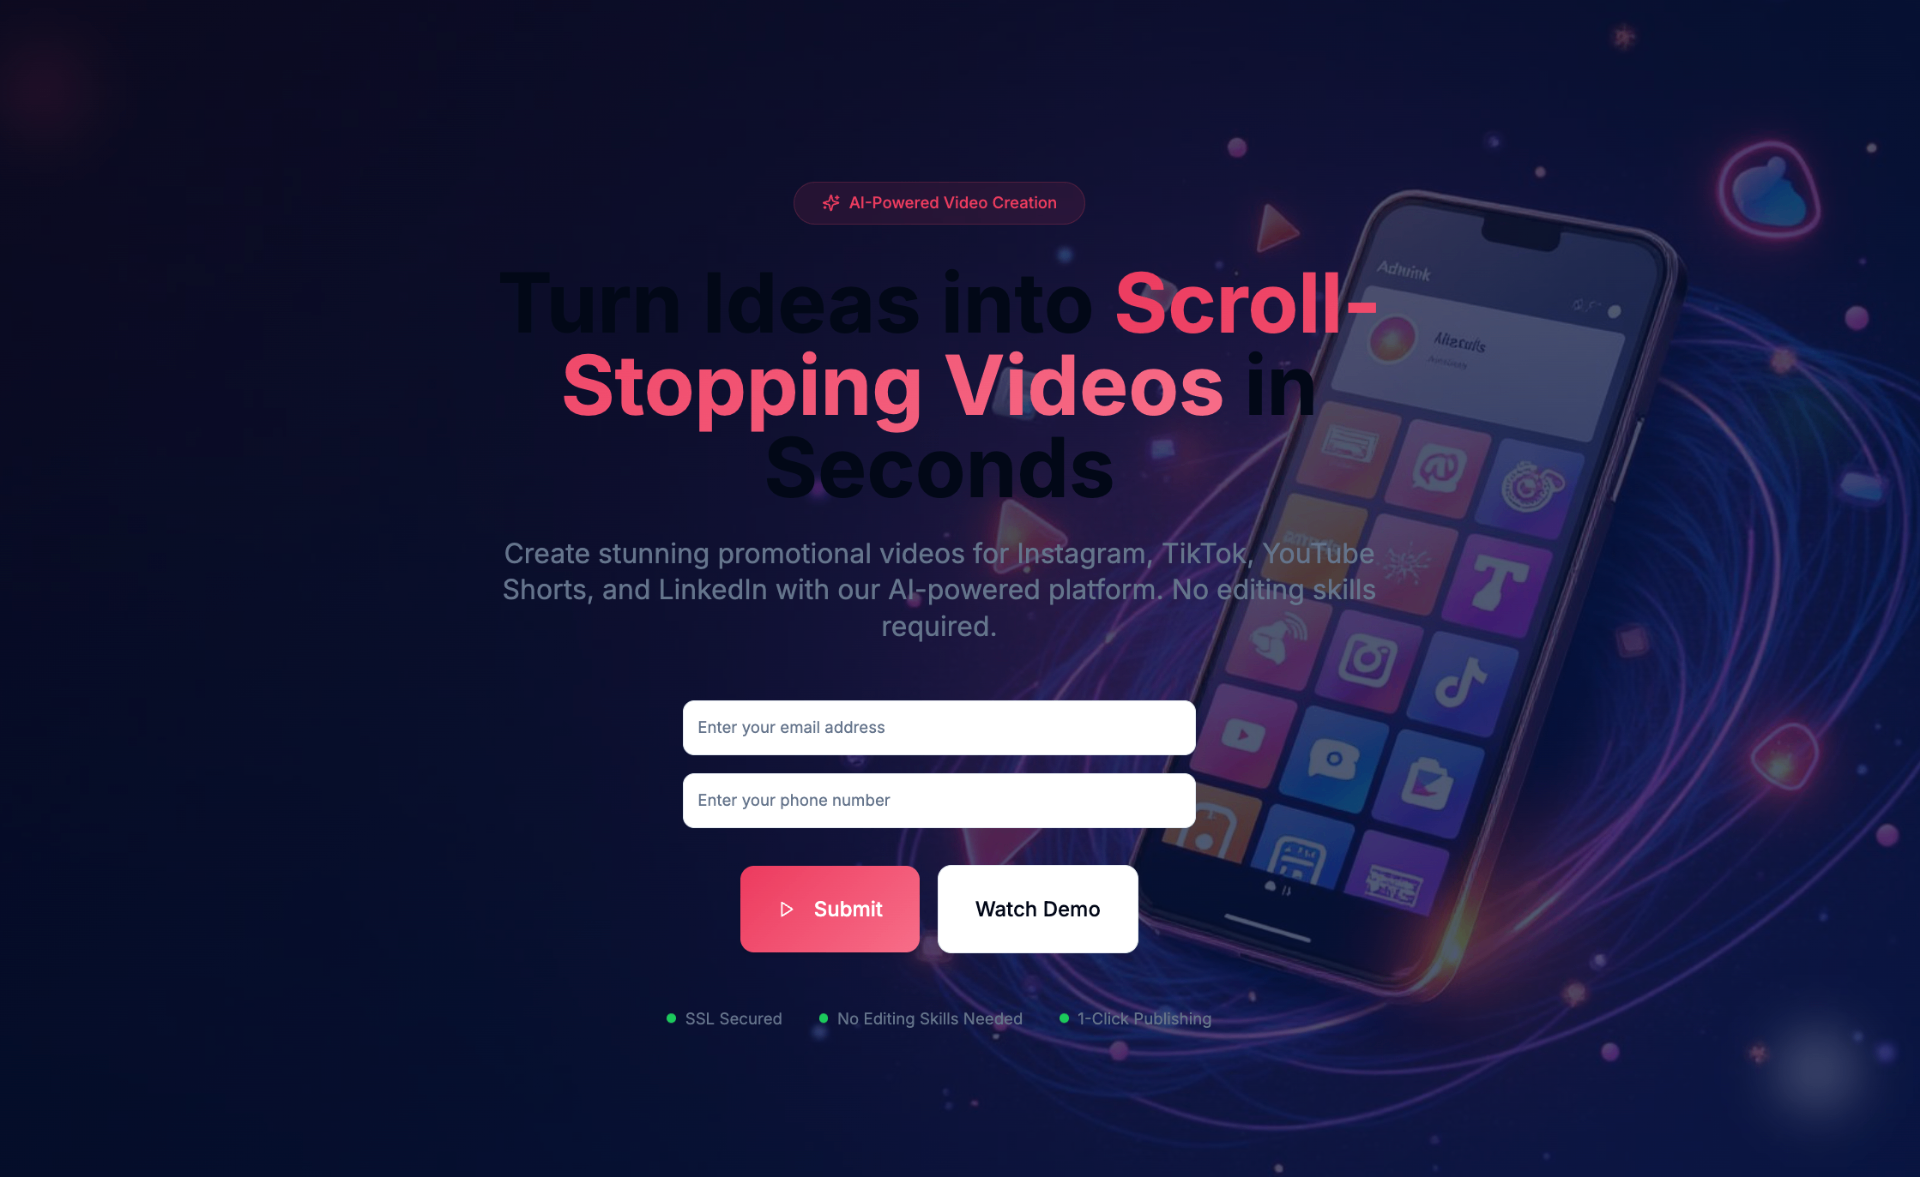 AI-Powered Video Creation
Turn Ideas into Scroll-
Stopping Videos in
Seconds
Create stunning promotional videos for Instagram, TikTok, YouTube
Shorts, and LinkedIn with our AI-powered platform. No editing skills
required.
Enter your email address
Enter your phone number
Submit
Watch Demo
SSL Secured
No Editing Skills Needed
1-Click Publishing